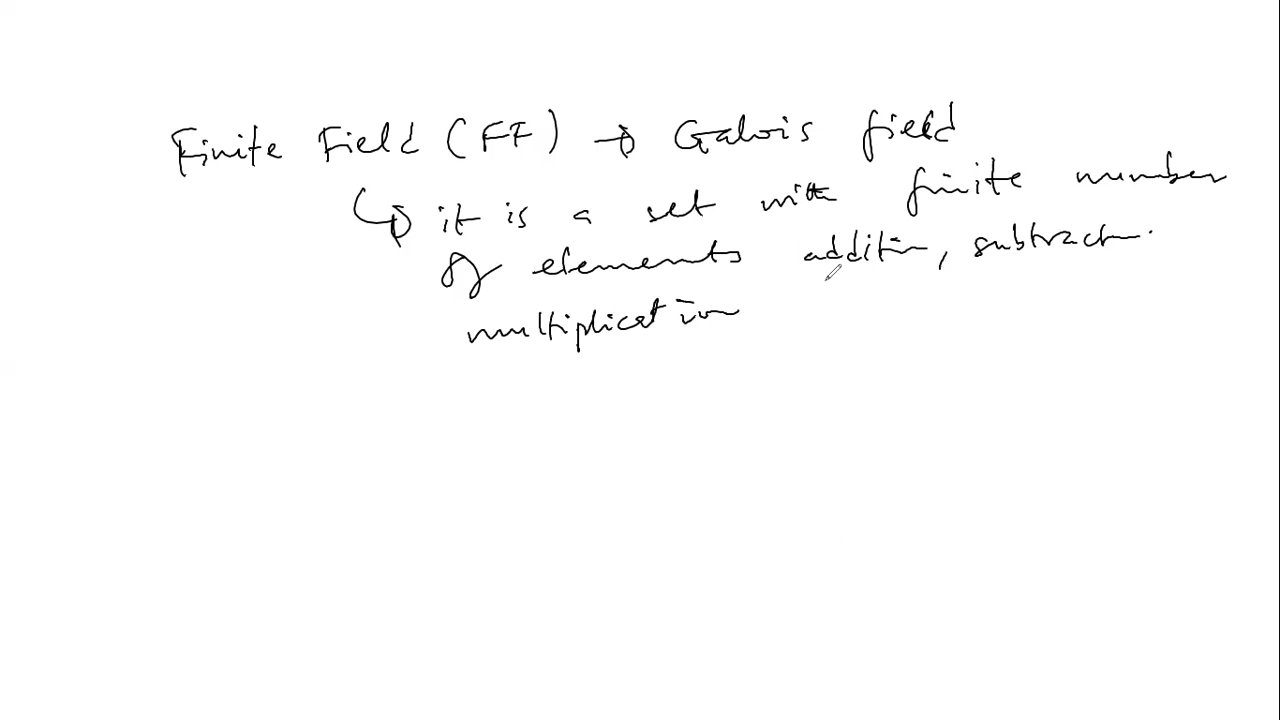 Finite Field (FF) → Galois field
↳ it is a set with finite number
of elements addition, subtraction.
multiplication